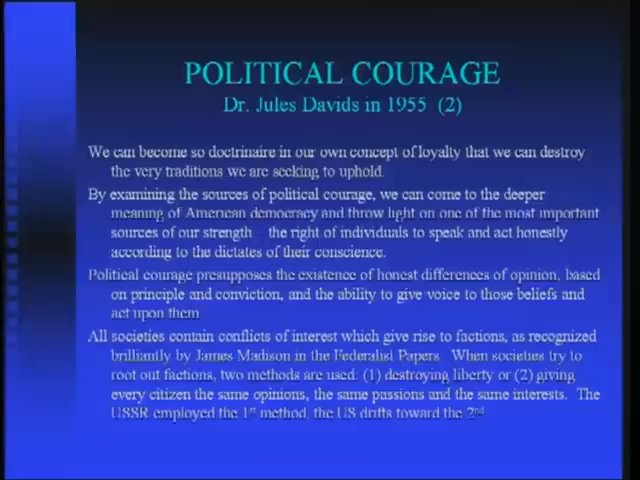 POLITICAL COURAGE
Dr. Jules Davids in 1955 (2)
We can become so doctrinaire in our own concept of loyalty that we can destroy
the very traditions we are seeking to uphold.
By examining the sources of political courage, we can come to the deeper
meaning of American democracy and throw light on one of the most important
sources of our strength – the right of individuals to speak and act honestly
according to the dictates of their conscience.
Political courage presupposes the existence of honest differences of opinion, based
on principle and conviction, and the ability to give voice to those beliefs and
act upon them.
All societies contain conflicts of interest which give rise to factions, as recognized
brilliantly by James Madison in the Federalist Papers. When societies try to
root out factions, two methods are used: (1) destroying liberty or (2) giving
every citizen the same opinions, the same passions and the same interests. The
USSR employed the 1st method, the US drifts toward the 2nd